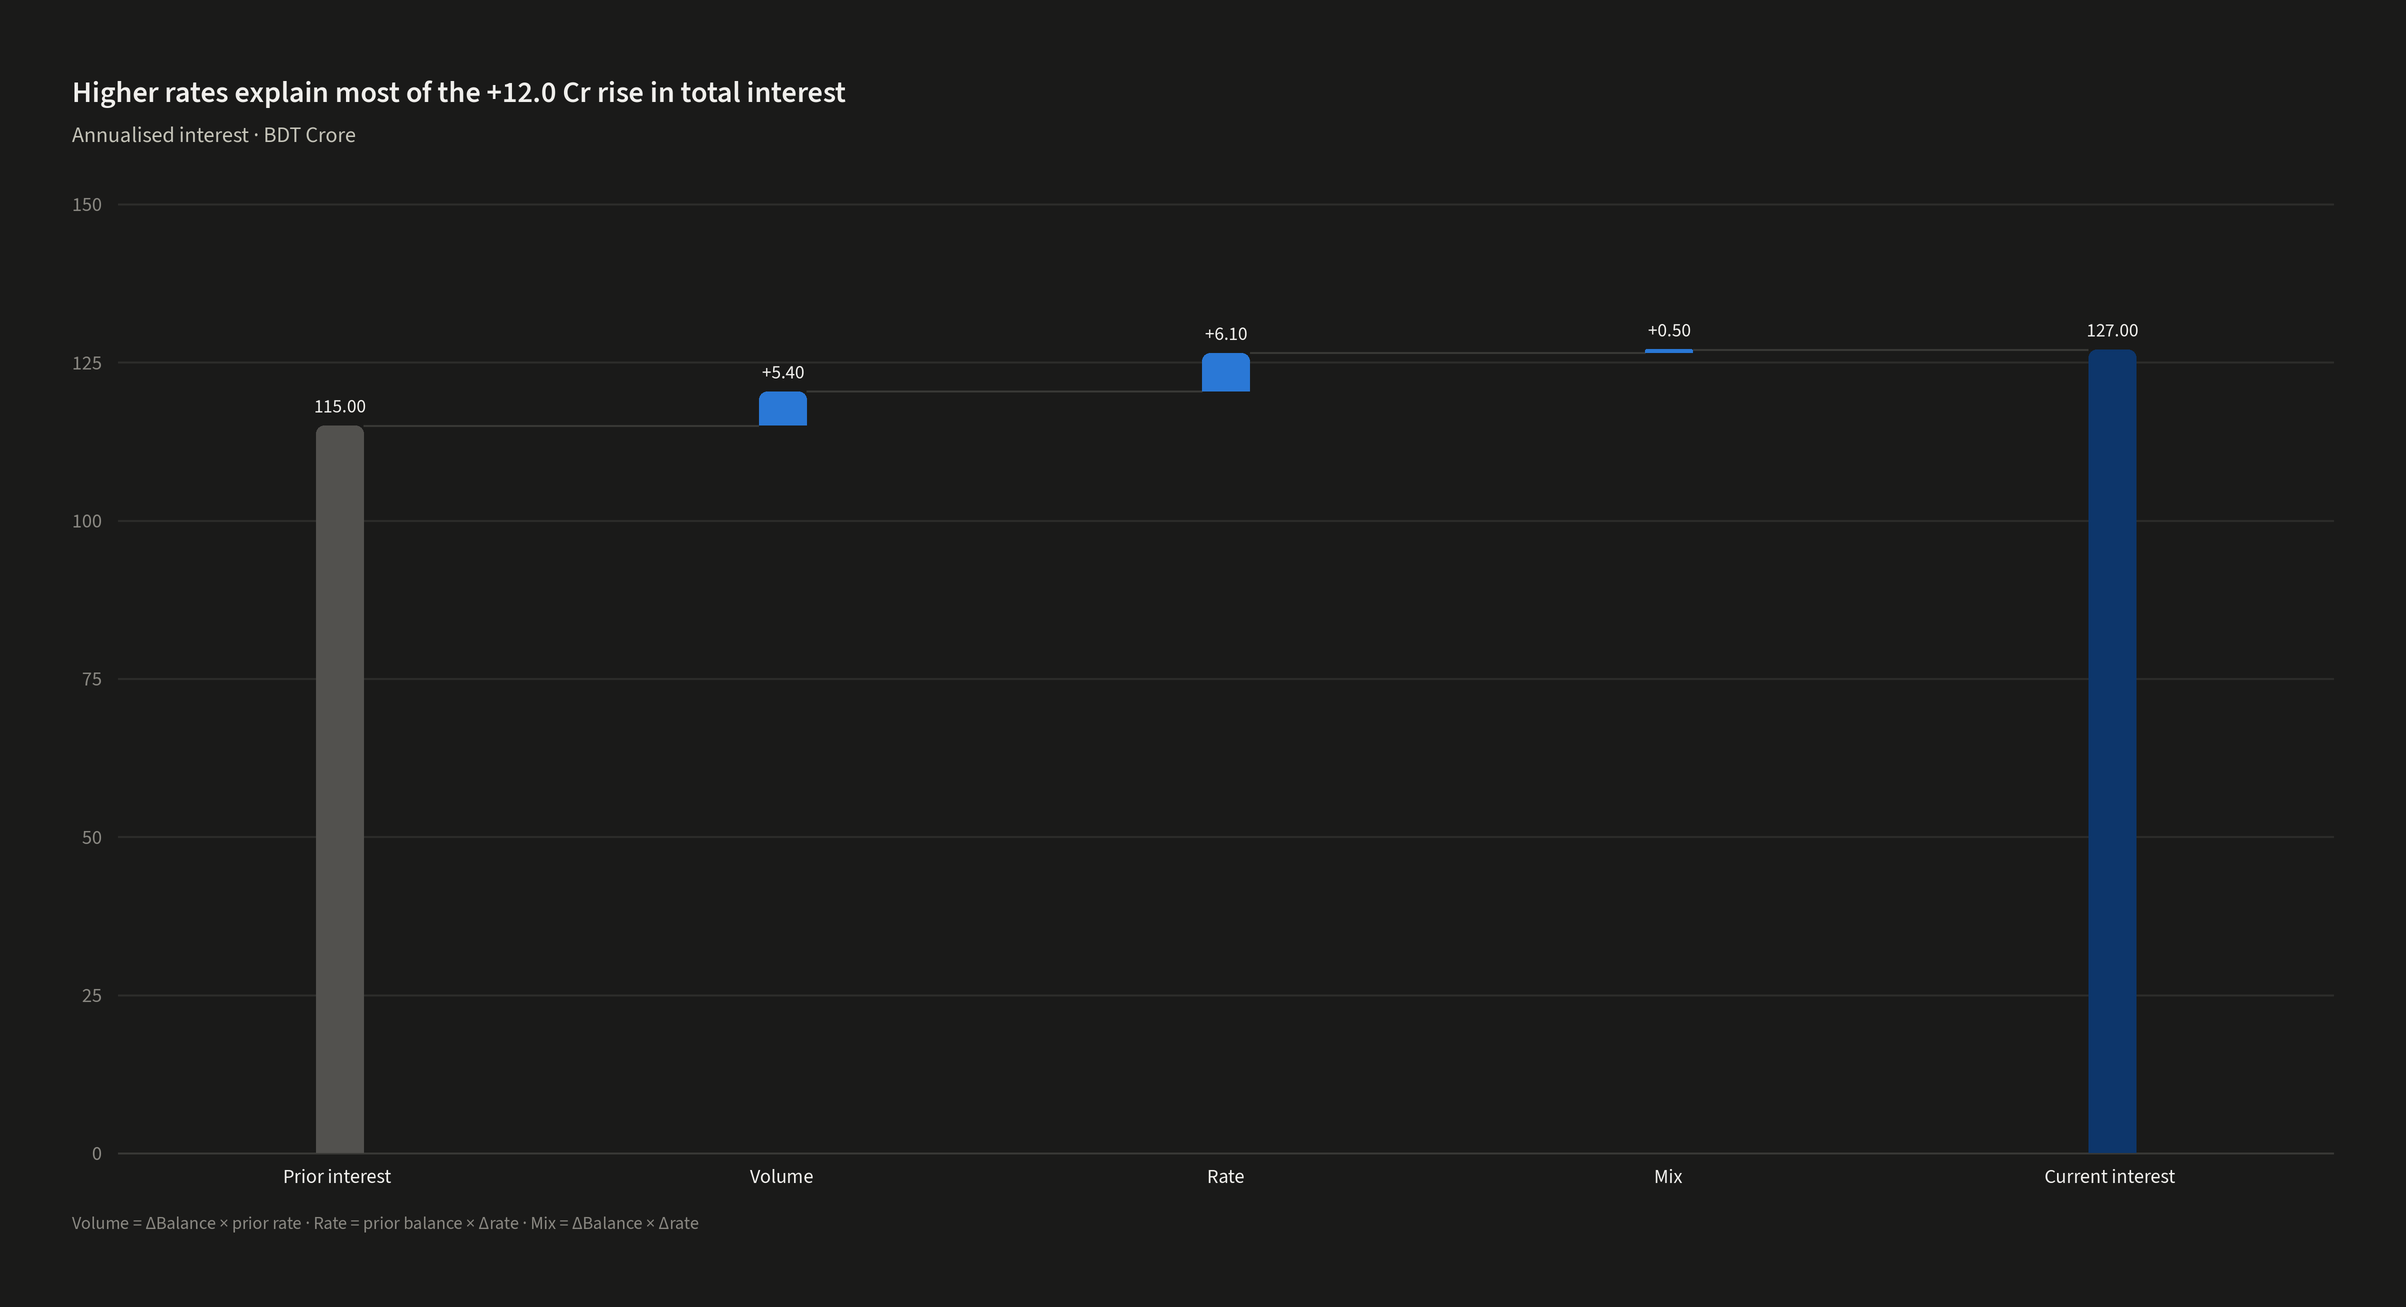 Higher rates explain most of the +12.0 Cr rise in total interest
Annualised interest · BDT Crore
150
+0.50
127.00
+6.10
125
+5.40
115.00
100
75
50
25
0
Prior interest
Volume
Rate
Mix
Current interest
Volume = ΔBalance × prior rate · Rate = prior balance × Δrate · Mix = ΔBalance × Δrate